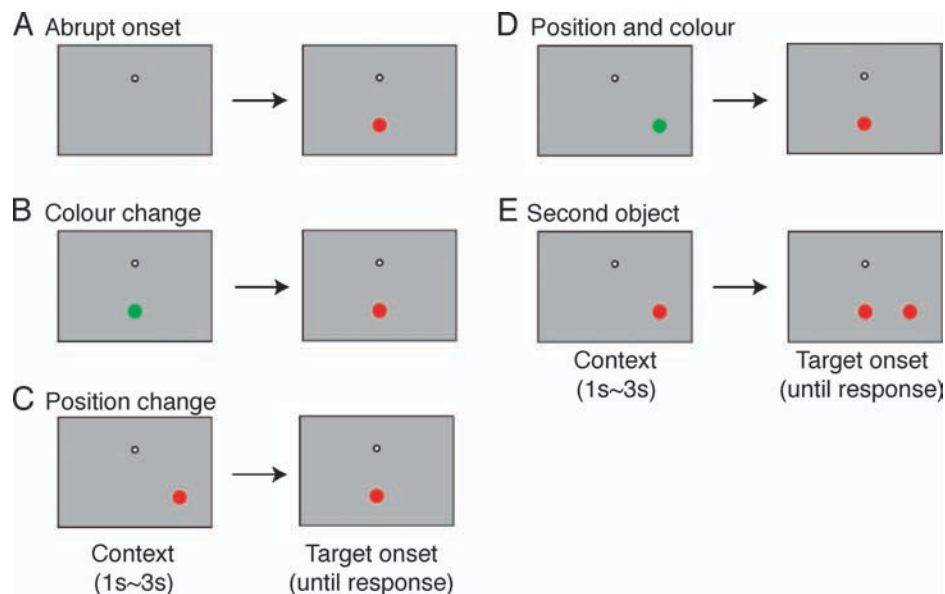 A Abrupt onset
B Colour change
C Position change
Context
(1s~3s)
Target onset
(until response)
D Position and colour
E Second object
Context
(1s~3s)
Target onset
(until response)